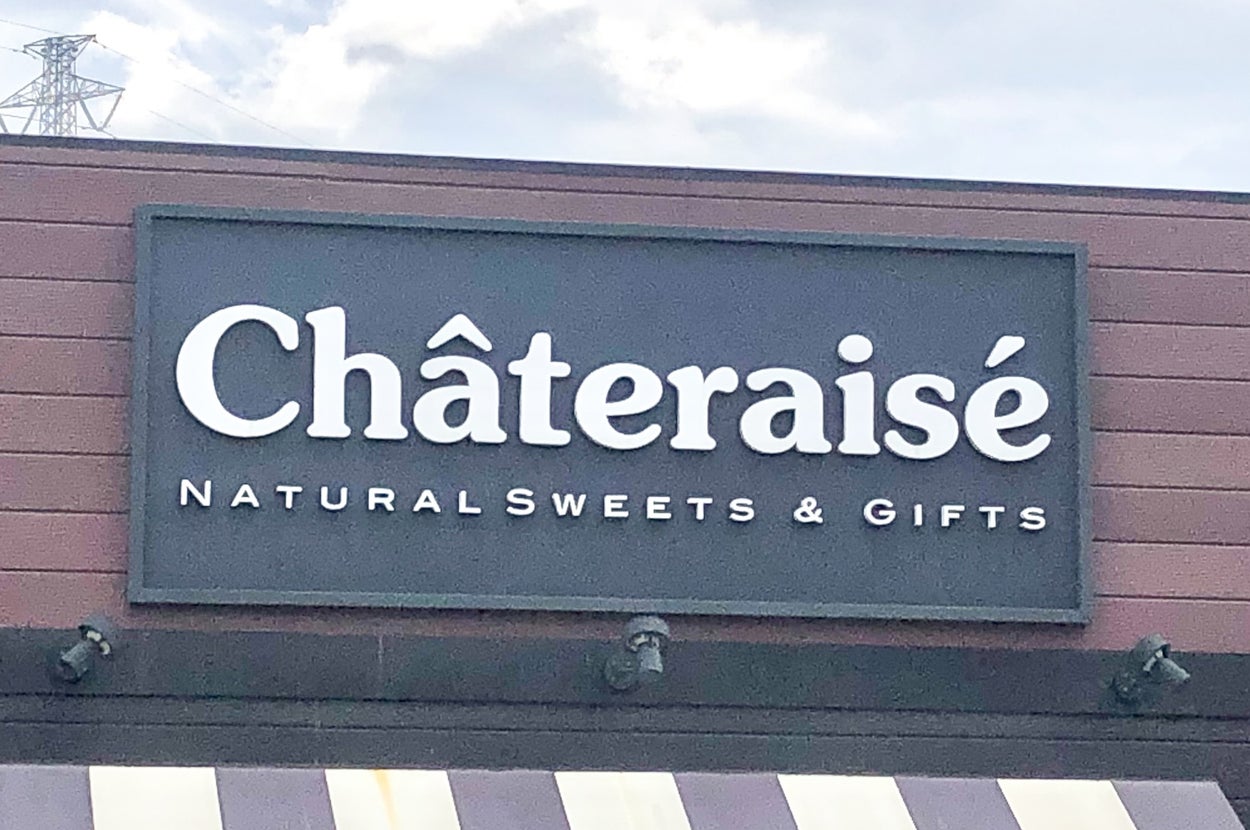 Châteraisé
NATURAL SWEETS & GIFTS